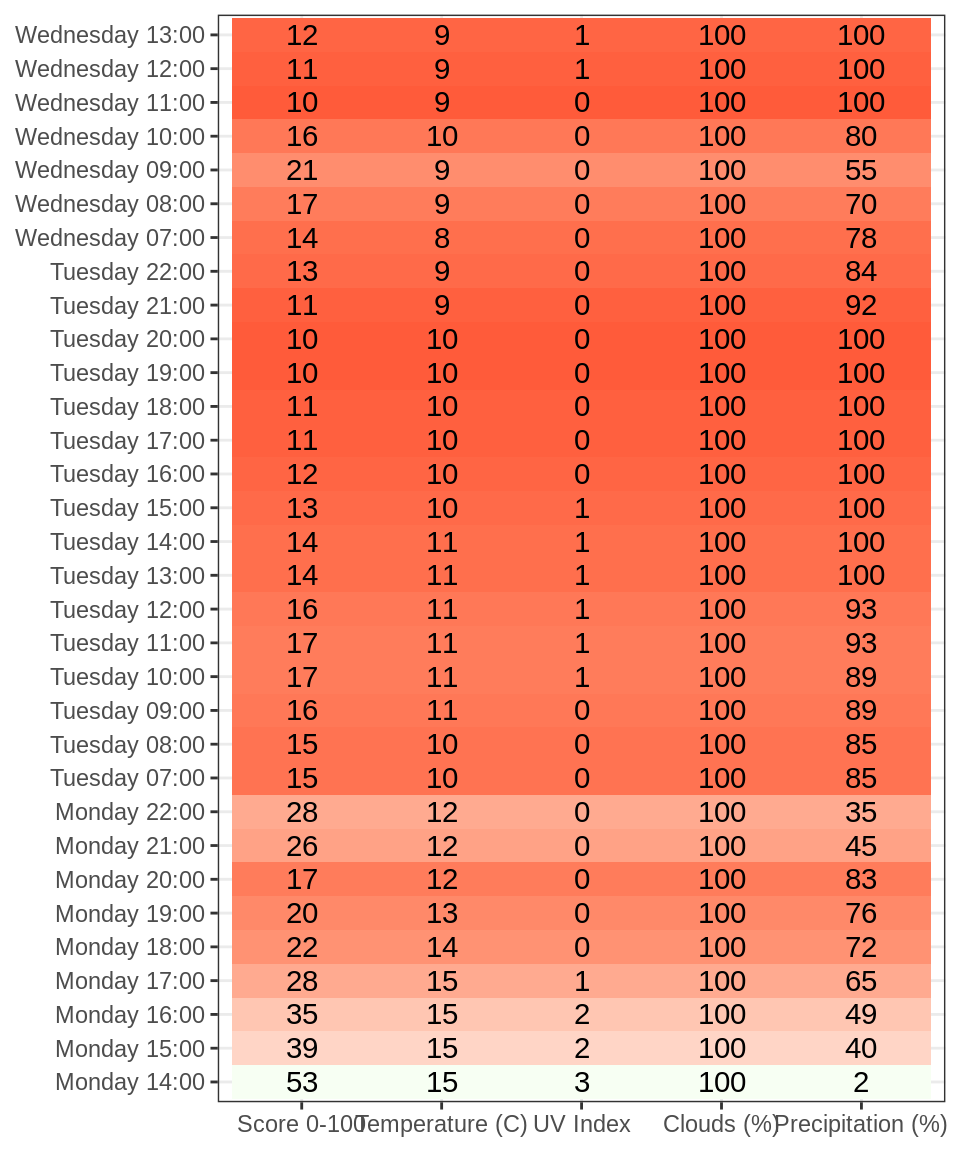 Wednesday 13:00 12 9 1 100 100
Wednesday 12:00 11 9 1 100 100
Wednesday 11:00 10 9 0 100 100
Wednesday 10:00 16 10 0 100 80
Wednesday 09:00 21 9 0 100 55
Wednesday 08:00 17 9 0 100 70
Wednesday 07:00 14 8 0 100 78
Tuesday 22:00 13 9 0 100 84
Tuesday 21:00 11 9 0 100 92
Tuesday 20:00 10 10 0 100 100
Tuesday 19:00 10 10 0 100 100
Tuesday 18:00 11 10 0 100 100
Tuesday 17:00 11 10 0 100 100
Tuesday 16:00 12 10 0 100 100
Tuesday 15:00 13 10 1 100 100
Tuesday 14:00 14 11 1 100 100
Tuesday 13:00 14 11 1 100 100
Tuesday 12:00 16 11 1 100 93
Tuesday 11:00 17 11 1 100 93
Tuesday 10:00 17 11 1 100 89
Tuesday 09:00 16 11 0 100 89
Tuesday 08:00 15 10 0 100 85
Tuesday 07:00 15 10 0 100 85
Monday 22:00 28 12 0 100 35
Monday 21:00 26 12 0 100 45
Monday 20:00 17 12 0 100 83
Monday 19:00 20 13 0 100 76
Monday 18:00 22 14 0 100 72
Monday 17:00 28 15 1 100 65
Monday 16:00 35 15 2 100 49
Monday 15:00 39 15 2 100 40
Monday 14:00 53 15 3 100 2
Score 0-100 Temperature (C) UV Index Clouds (%) Precipitation (%)